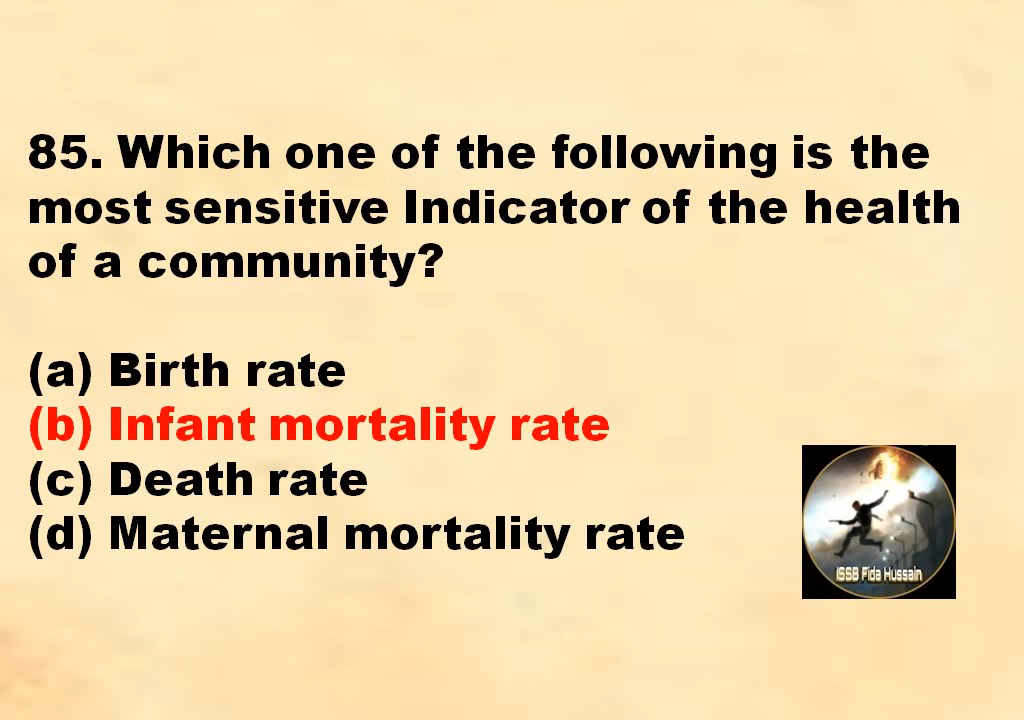 85. Which one of the following is the
most sensitive Indicator of the health
of a community?
(a) Birth rate
(b) Infant mortality rate
(c) Death rate
(d) Maternal mortality rate
ISSB Fida Hussain